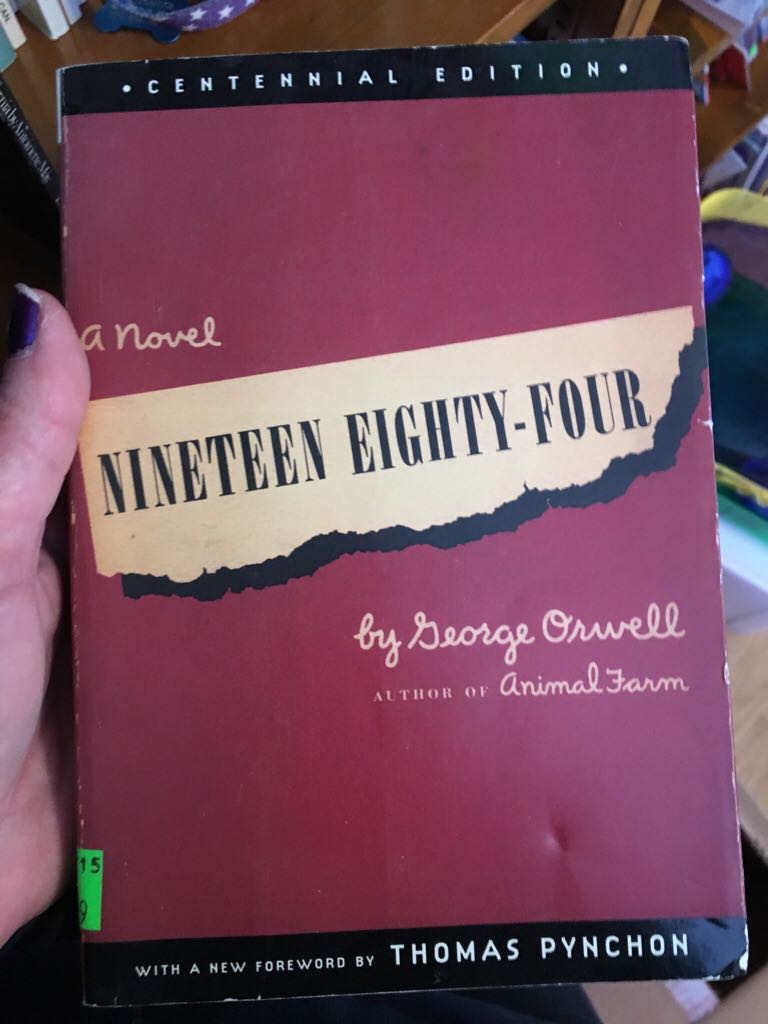 • CENTENNIAL EDITION •
a Novel
NINETEEN EIGHTY-FOUR
by George Orwell
AUTHOR OF Animal Farm
15
9
WITH A NEW FOREWORD BY THOMAS PYNCHON
CAN.